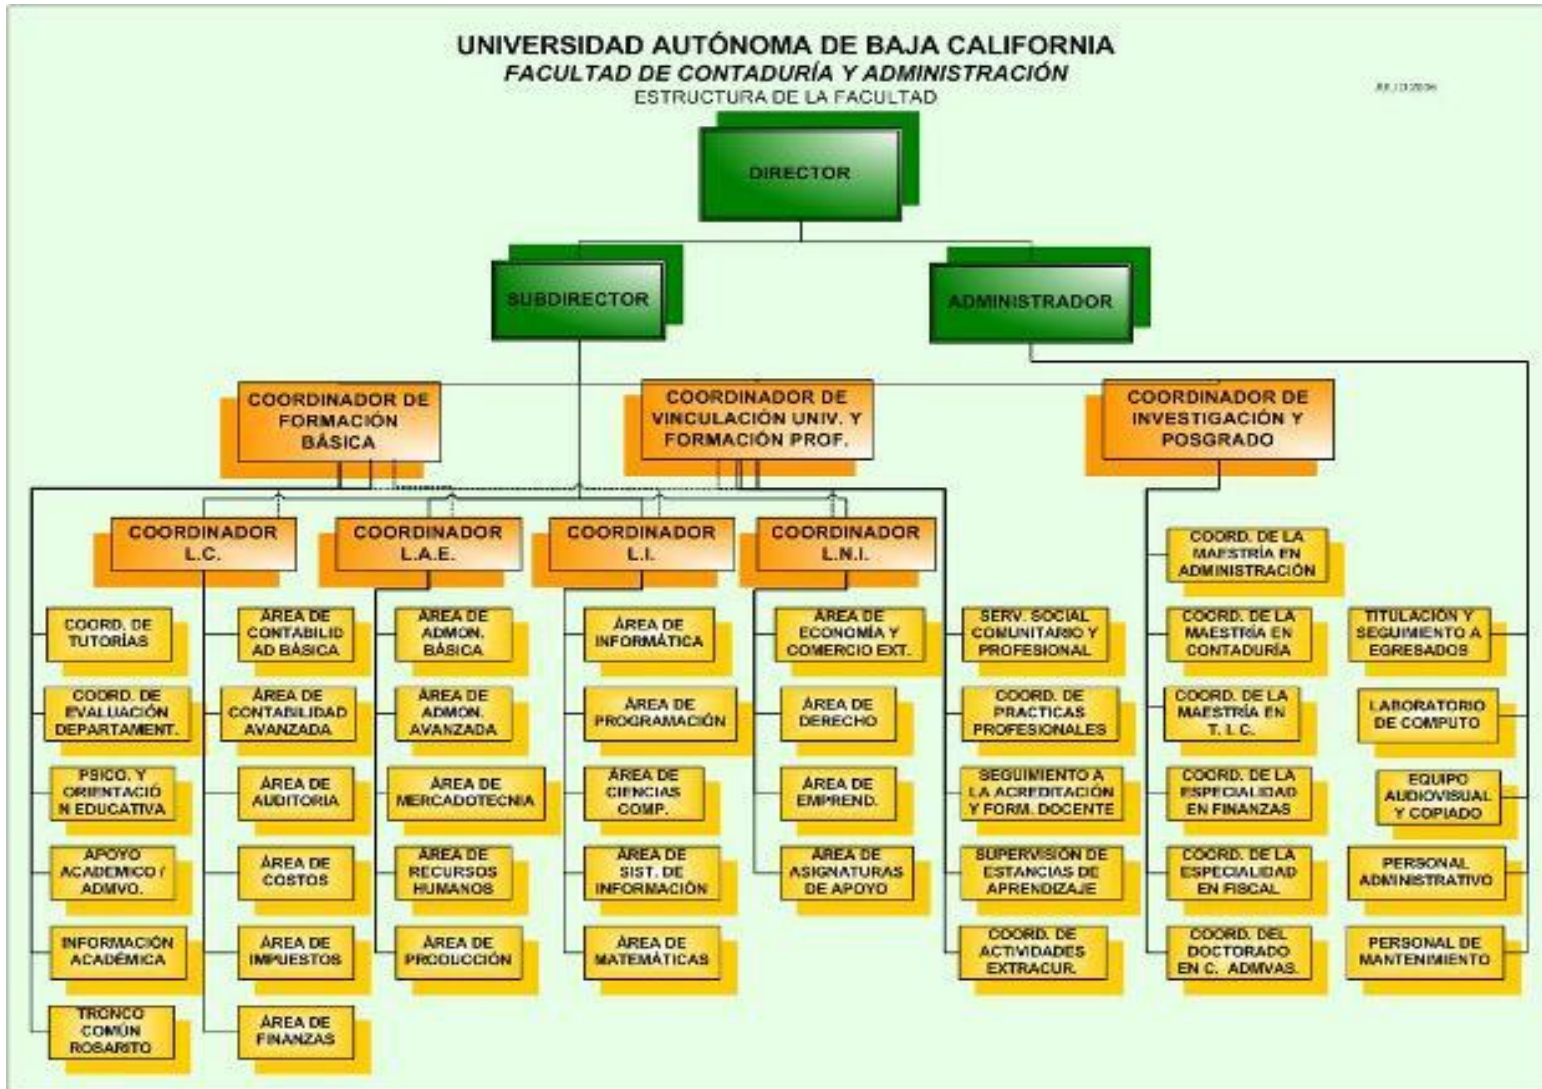 UNIVERSIDAD AUTÓNOMA DE BAJA CALIFORNIA
FACULTAD DE CONTADURÍA Y ADMINISTRACIÓN
ESTRUCTURA DE LA FACULTAD
JULIO 2006
DIRECTOR
SUBDIRECTOR
ADMINISTRADOR
COORDINADOR DE
FORMACIÓN
BÁSICA
COORDINADOR DE
VINCULACIÓN UNIV. Y
FORMACIÓN PROF.
COORDINADOR DE
INVESTIGACIÓN Y
POSGRADO
COORDINADOR
L.C.
COORDINADOR
L.A.E.
COORDINADOR
L.I.
COORDINADOR
L.N.I.
COORD. DE
TUTORÍAS
COORD. DE
EVALUACIÓN
DEPARTAMENT.
PSICO. Y
ORIENTACIÓ
N EDUCATIVA
APOYO
ACADEMICO /
ADMVO.
INFORMACIÓN
ACADÉMICA
TRONCO
COMÚN
ROSARITO
ÁREA DE
CONTABILID
AD BÁSICA
ÁREA DE
CONTABILIDAD
AVANZADA
ÁREA DE
AUDITORIA
ÁREA DE
COSTOS
ÁREA DE
IMPUESTOS
ÁREA DE
FINANZAS
ÁREA DE
ADMON.
BÁSICA
ÁREA DE
ADMON.
AVANZADA
ÁREA DE
MERCADOTECNIA
ÁREA DE
RECURSOS
HUMANOS
ÁREA DE
PRODUCCIÓN
ÁREA DE
INFORMÁTICA
ÁREA DE
PROGRAMACIÓN
ÁREA DE
CIENCIAS
COMP.
ÁREA DE
SIST. DE
INFORMACIÓN
ÁREA DE
MATEMÁTICAS
ÁREA DE
ECONOMÍA Y
COMERCIO EXT.
ÁREA DE
DERECHO
ÁREA DE
EMPREND.
ÁREA DE
ASIGNATURAS
DE APOYO
SERV. SOCIAL
COMUNITARIO Y
PROFESIONAL
COORD. DE
PRACTICAS
PROFESIONALES
SEGUIMIENTO A
LA ACREDITACIÓN
Y FORM. DOCENTE
SUPERVISIÓN DE
ESTANCIAS DE
APRENDIZAJE
COORD. DE
ACTIVIDADES
EXTRACUR.
COORD. DE LA
MAESTRÍA EN
ADMINISTRACIÓN
COORD. DE LA
MAESTRÍA EN
CONTADURÍA
COORD. DE LA
MAESTRÍA EN
T. I. C.
COORD. DE LA
ESPECIALIDAD
EN FINANZAS
COORD. DE LA
ESPECIALIDAD
EN FISCAL
COORD. DEL
DOCTORADO
EN C. ADMVAS.
TITULACIÓN Y
SEGUIMIENTO A
EGRESADOS
LABORATORIO
DE COMPUTO
EQUIPO
AUDIOVISUAL
Y COPIADO
PERSONAL
ADMINISTRATIVO
PERSONAL DE
MANTENIMIENTO